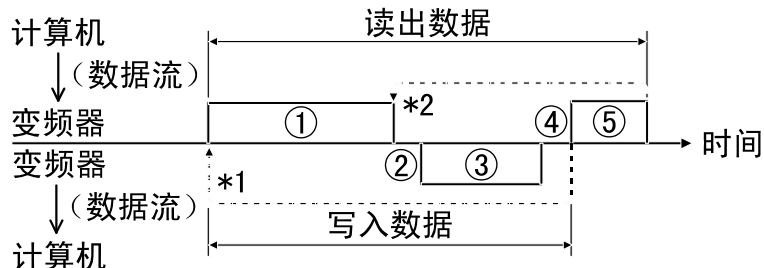 计算机
读出数据
（数据流）
*2
变频器
①
④
⑤
时间
变频器
②
③
*1
（数据流）
写入数据
计算机